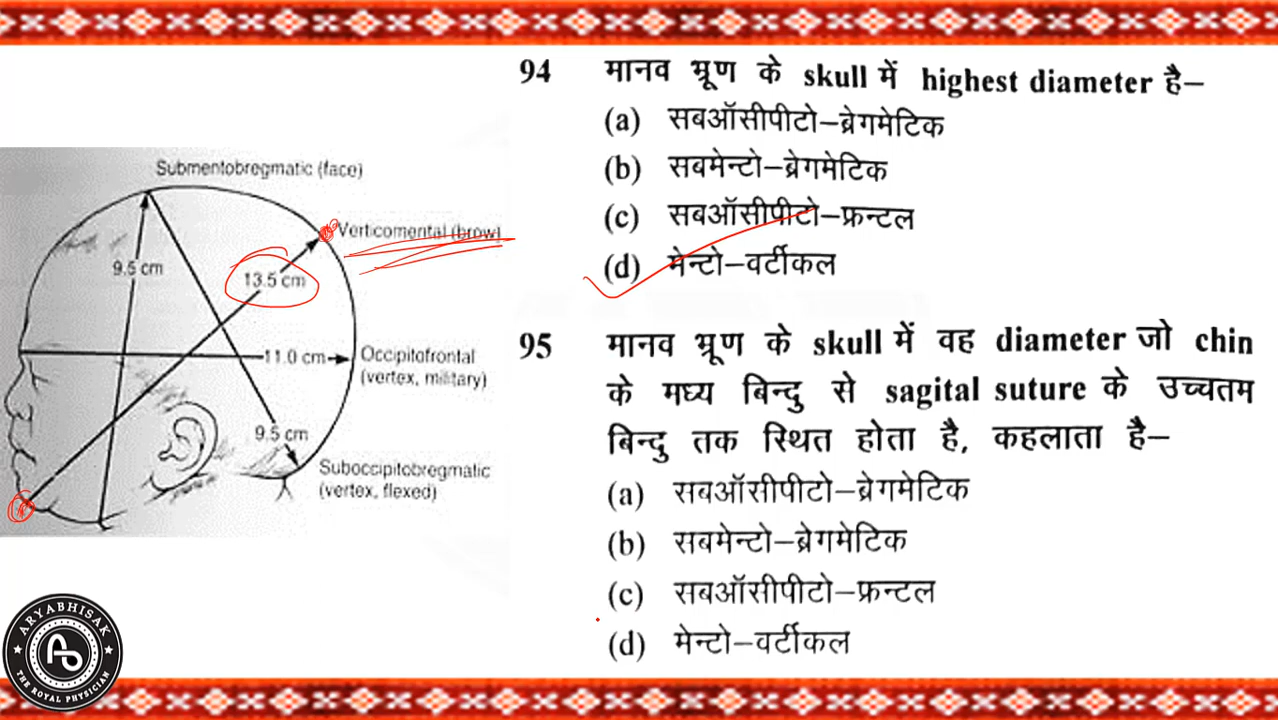 Submentobregmatic (face)
Verticomental (brow)
9.5 cm
13.5 cm
11.0 cm
Occipitofrontal
(vertex, military)
9.5 cm
Suboccipitobregmatic
(vertex, flexed)
ARYABHISAK
THE ROYAL PHYSICIAN
94 मानव भ्रूण के skull में highest diameter है–
(a) सबऑसीपीटो–ब्रेगमेटिक
(b) सबमेन्टो–ब्रेगमेटिक
(c) सबऑसीपीटो–फ्रन्टल
(d) मेन्टो–वर्टीकल
95 मानव भ्रूण के skull में वह diameter जो chin
के मध्य बिन्दु से sagital suture के उच्चतम
बिन्दु तक स्थित होता है, कहलाता है–
(a) सबऑसीपीटो–ब्रेगमेटिक
(b) सबमेन्टो–ब्रेगमेटिक
(c) सबऑसीपीटो–फ्रन्टल
(d) मेन्टो–वर्टीकल